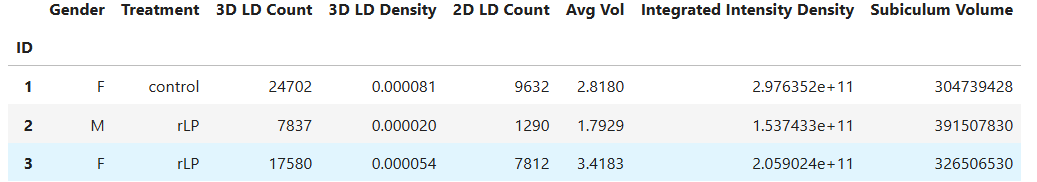 Gender Treatment 3D LD Count 3D LD Density 2D LD Count Avg Vol Integrated Intensity Density Subiculum Volume
ID
1 F control 24702 0.000081 9632 2.8180 2.976352e+11 304739428
2 M rLP 7837 0.000020 1290 1.7929 1.537433e+11 391507830
3 F rLP 17580 0.000054 7812 3.4183 2.059024e+11 326506530